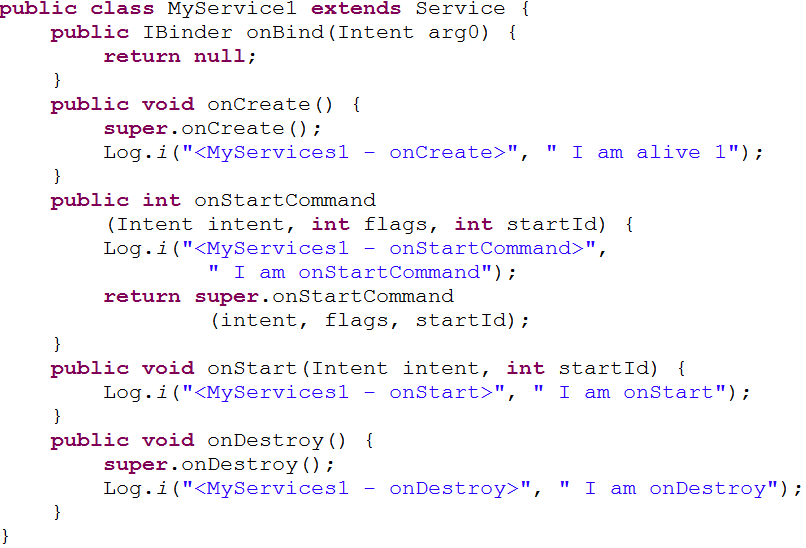 public class MyService1 extends Service {
    public IBinder onBind(Intent arg0) {
        return null;
    }
    public void onCreate() {
        super.onCreate();
        Log.i("<MyServices1 – onCreate>", " I am alive 1");
    }
    public int onStartCommand
        (Intent intent, int flags, int startId) {
        Log.i("<MyServices1 – onStartCommand>",
                " I am onStartCommand");
        return super.onStartCommand
                (intent, flags, startId);
    }
    public void onStart(Intent intent, int startId) {
        Log.i("<MyServices1 – onStart>", " I am onStart");
    }
    public void onDestroy() {
        super.onDestroy();
        Log.i("<MyServices1 – onDestroy>", " I am onDestroy");
    }
}